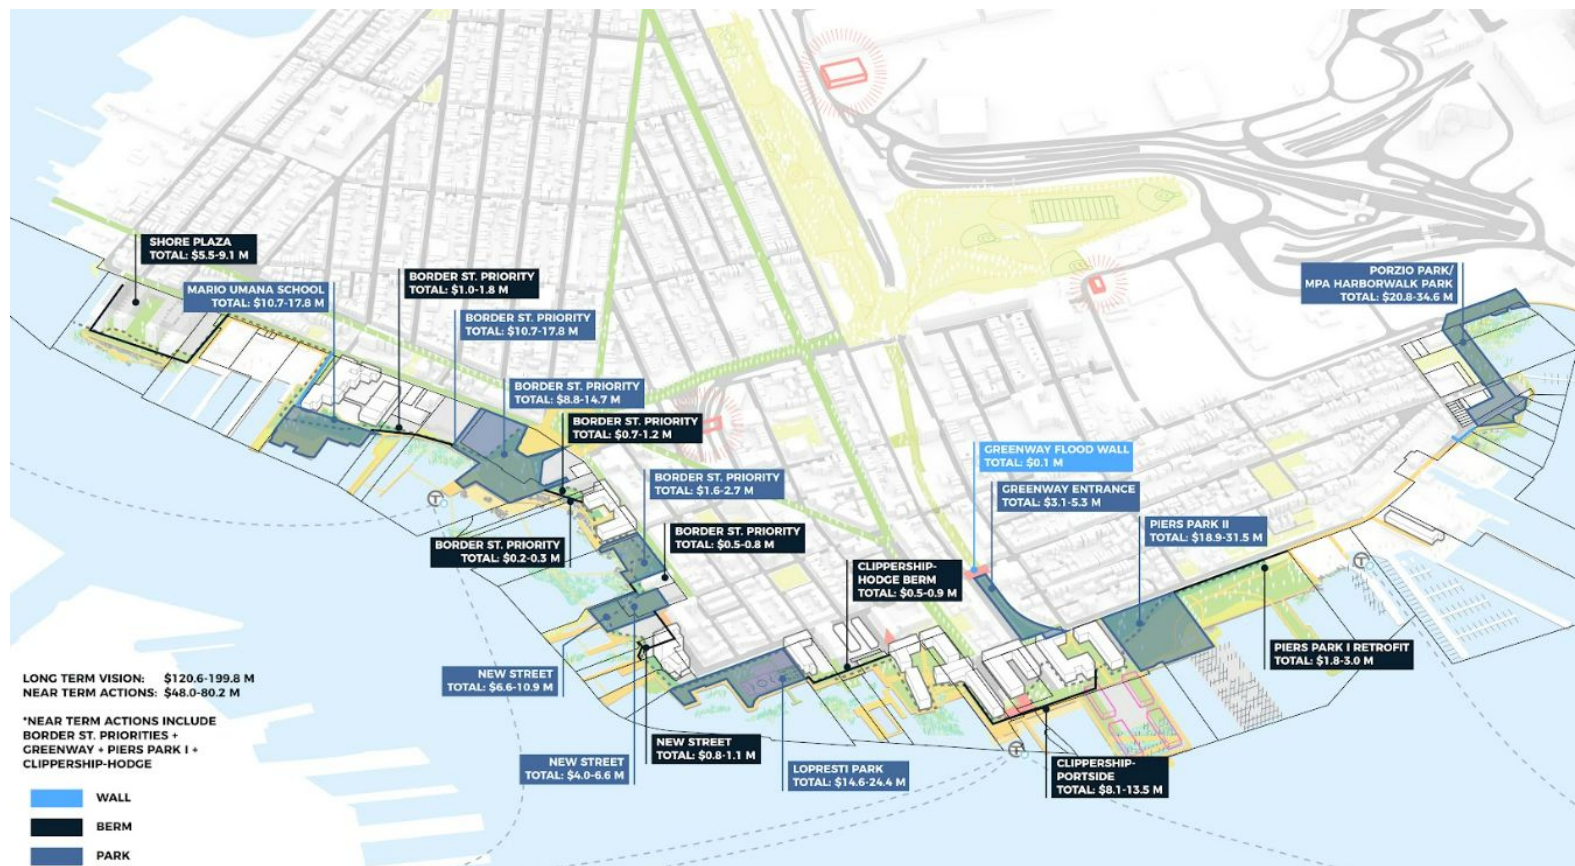 SHORE PLAZA
TOTAL: $5.5-9.1 M
MARIO UMANA SCHOOL
TOTAL: $10.7-17.8 M
BORDER ST. PRIORITY
TOTAL: $1.0-1.8 M
BORDER ST. PRIORITY
TOTAL: $10.7-17.8 M
BORDER ST. PRIORITY
TOTAL: $8.8-14.7 M
BORDER ST. PRIORITY
TOTAL: $0.7-1.2 M
BORDER ST. PRIORITY
TOTAL: $1.6-2.7 M
BORDER ST. PRIORITY
TOTAL: $0.5-0.8 M
BORDER ST. PRIORITY
TOTAL: $0.2-0.3 M
PORZIO PARK/
MPA HARBORWALK PARK
TOTAL: $20.8-34.6 M
GREENWAY FLOOD WALL
TOTAL: $0.1 M
GREENWAY ENTRANCE
TOTAL: $3.1-5.3 M
PIERS PARK II
TOTAL: $18.9-31.5 M
CLIPPERSHIP-
HODGE BERM
TOTAL: $0.5-0.9 M
PIERS PARK I RETROFIT
TOTAL: $1.8-3.0 M
NEW STREET
TOTAL: $6.6-10.9 M
NEW STREET
TOTAL: $4.0-6.6 M
NEW STREET
TOTAL: $0.8-1.1 M
LOPRESTI PARK
TOTAL: $14.6-24.4 M
CLIPPERSHIP-
PORTSIDE
TOTAL: $8.1-13.5 M
T
T
T
LONG TERM VISION: $120.6-199.8 M
NEAR TERM ACTIONS: $48.0-80.2 M
*NEAR TERM ACTIONS INCLUDE
BORDER ST. PRIORITIES +
GREENWAY + PIERS PARK I +
CLIPPERSHIP-HODGE
WALL
BERM
PARK